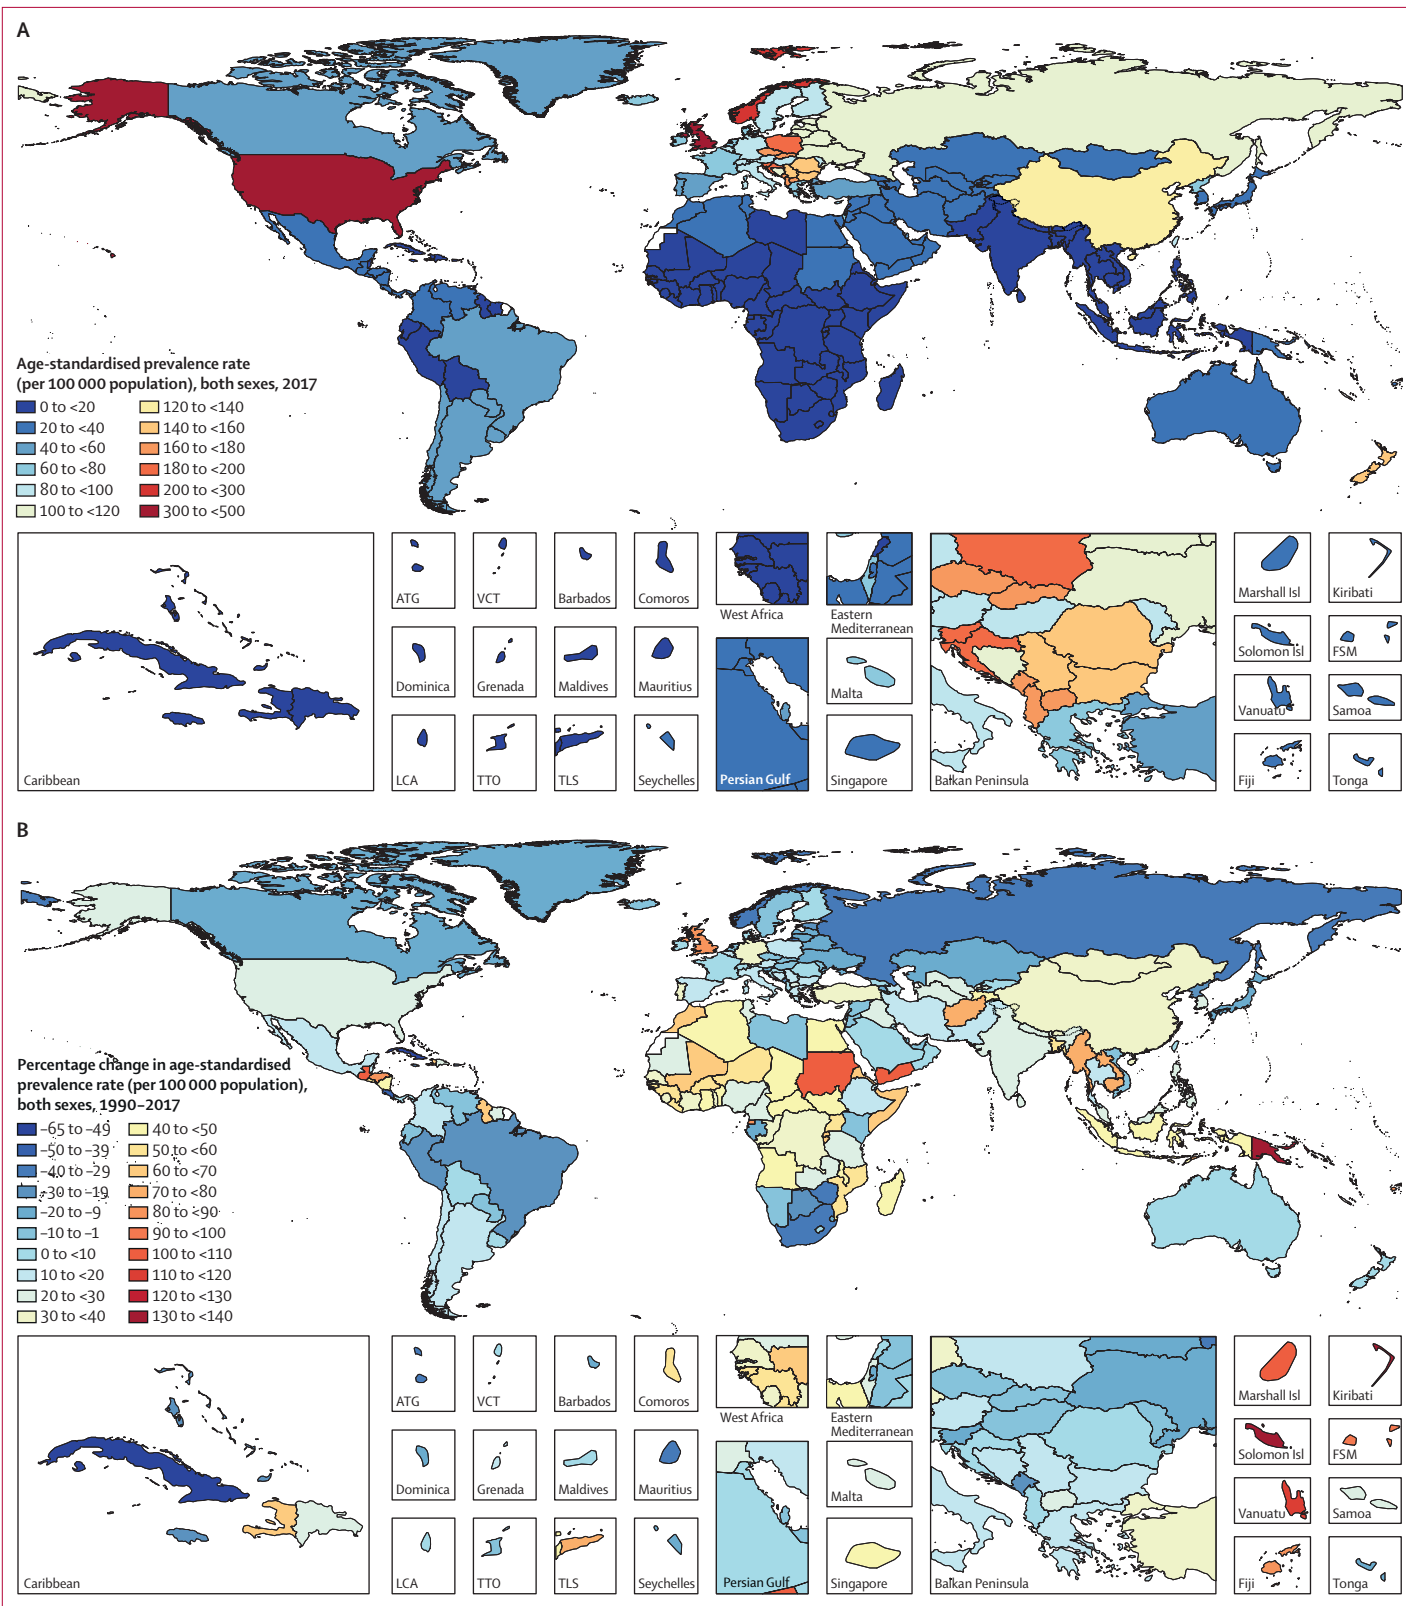 A
Age-standardised prevalence rate
(per 100 000 population), both sexes, 2017
0 to <20
20 to <40
40 to <60
60 to <80
80 to <100
100 to <120
120 to <140
140 to <160
160 to <180
180 to <200
200 to <300
300 to <500
Caribbean
ATG
VCT
Barbados
Comoros
Dominica
Grenada
Maldives
Mauritius
LCA
TTO
TLS
Seychelles
West Africa
Eastern
Mediterranean
Persian Gulf
Malta
Singapore
Balkan Peninsula
Marshall Isl
Kiribati
Solomon Isl
FSM
Vanuatu
Samoa
Fiji
Tonga
B
Percentage change in age-standardised
prevalence rate (per 100 000 population),
both sexes, 1990–2017
–65 to –49
–50 to –39
–40 to –29
–30 to –19
–20 to –9
–10 to –1
0 to <10
10 to <20
20 to <30
30 to <40
40 to <50
50 to <60
60 to <70
70 to <80
80 to <90
90 to <100
100 to <110
110 to <120
120 to <130
130 to <140
Caribbean
ATG
VCT
Barbados
Comoros
Dominica
Grenada
Maldives
Mauritius
LCA
TTO
TLS
Seychelles
West Africa
Eastern
Mediterranean
Persian Gulf
Malta
Singapore
Balkan Peninsula
Marshall Isl
Kiribati
Solomon Isl
FSM
Vanuatu
Samoa
Fiji
Tonga